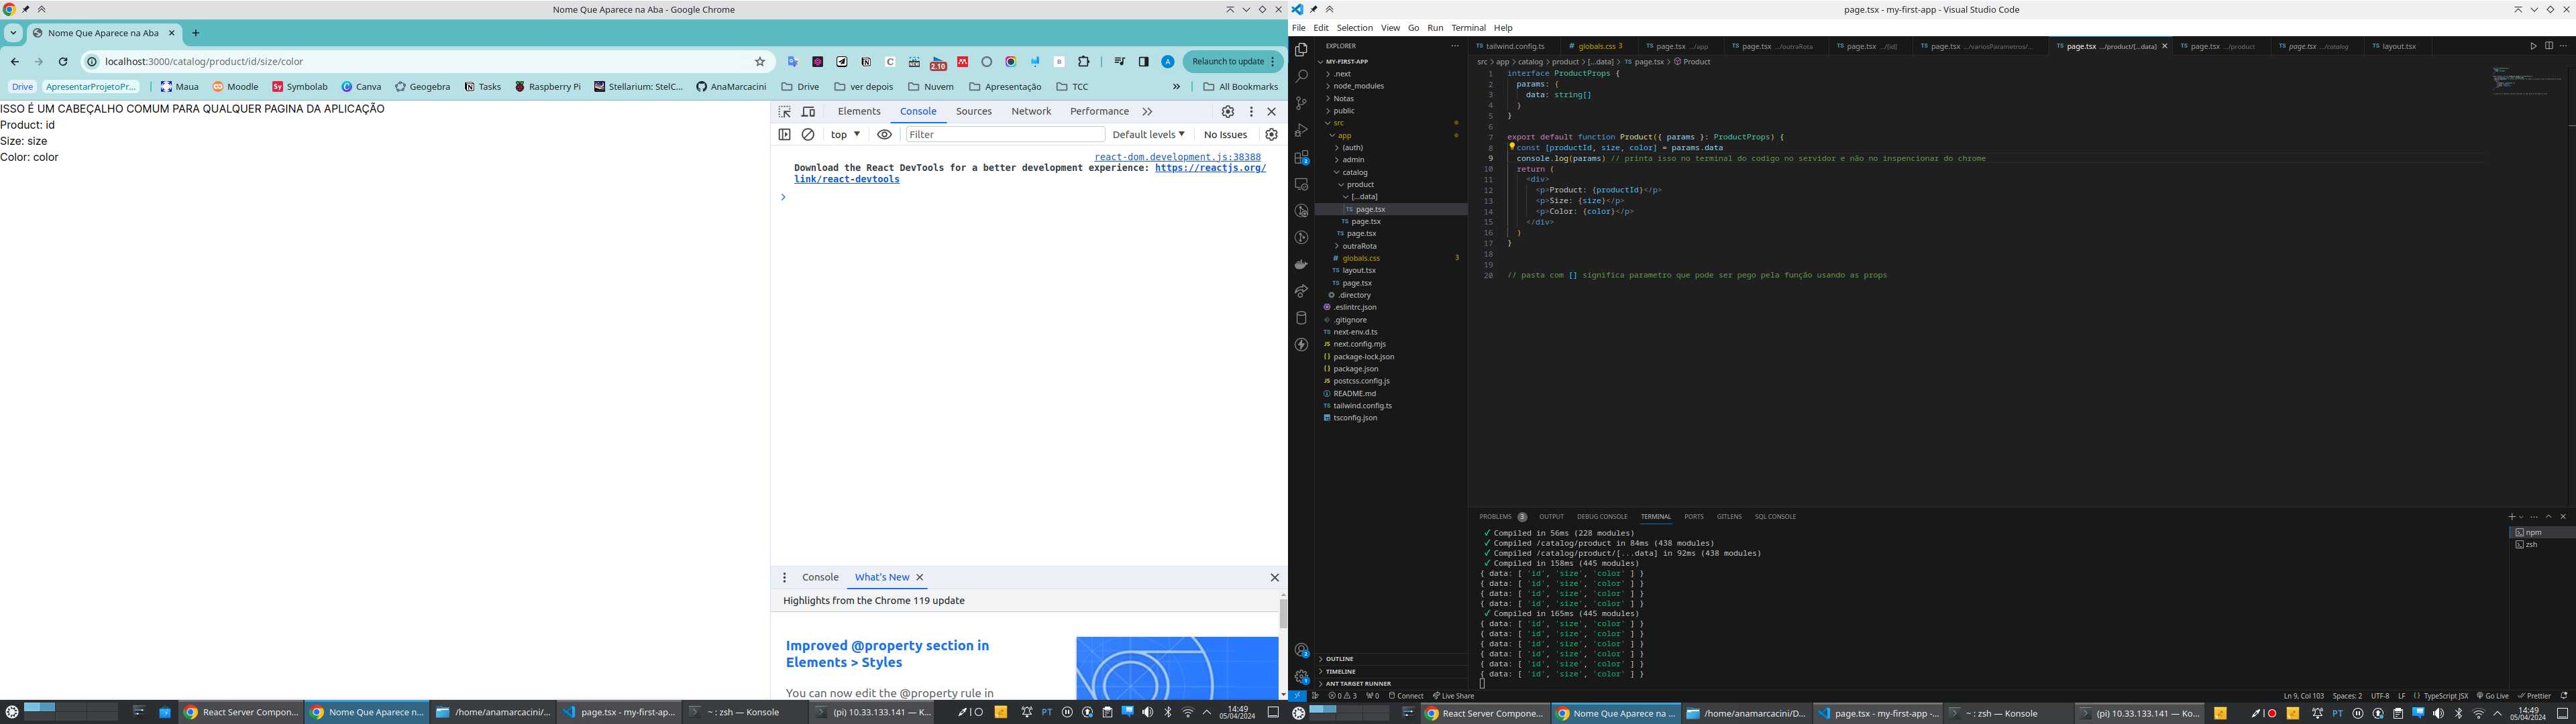 Nome Que Aparece na Aba - Google Chrome
Nome Que Aparece na Aba
localhost:3000/catalog/product/id/size/color
2.10
A
Relaunch to update
Drive
ApresentarProjetoPr...
Maua
Moodle
Symbolab
Canva
Geogebra
Tasks
Raspberry Pi
Stellarium: StelC...
AnaMarcacini
Drive
ver depois
Nuvem
Apresentação
TCC
All Bookmarks
ISSO É UM CABEÇALHO COMUM PARA QUALQUER PAGINA DA APLICAÇÃO
Product: id
Size: size
Color: color
Elements
Console
Sources
Network
Performance
top
Filter
Default levels
No Issues
react-dom.development.js:38388
Download the React DevTools for a better development experience: https://reactjs.org/
link/react-devtools
Console
What's New
Highlights from the Chrome 119 update
Improved @property section in
Elements > Styles
You can now edit the @property rule in
React Server Compon...
Nome Que Aparece n...
/home/anamarcacini/...
page.tsx - my-first-ap...
~ : zsh — Konsole
(pi) 10.33.133.141 — K...
PT
14:49
05/04/2024
page.tsx - my-first-app - Visual Studio Code
File Edit Selection View Go Run Terminal Help
EXPLORER
MY-FIRST-APP
.next
node_modules
Notas
public
src
app
(auth)
admin
catalog
product
[...data]
page.tsx
page.tsx
page.tsx
outraRota
globals.css 3
layout.tsx
page.tsx
.directory
.eslintrc.json
.gitignore
next-env.d.ts
next.config.mjs
package-lock.json
package.json
postcss.config.js
README.md
tailwind.config.ts
tsconfig.json
OUTLINE
TIMELINE
ANT TARGET RUNNER
tailwind.config.ts
globals.css 3
page.tsx .../app
page.tsx .../outraRota
page.tsx .../[id]
page.tsx .../variosParametros/...
page.tsx .../product/[...data]
page.tsx .../product
page.tsx .../catalog
layout.tsx
src > app > catalog > product > [...data] > page.tsx > Product
1 interface ProductProps {
2 params: {
3 data: string[]
4 }
5 }
6
7 export default function Product({ params }: ProductProps) {
8 const [productId, size, color] = params.data
9 console.log(params) // printa isso no terminal do codigo no servidor e não no inspencionar do chrome
10 return (
11 <div>
12 <p>Product: {productId}</p>
13 <p>Size: {size}</p>
14 <p>Color: {color}</p>
15 </div>
16 )
17 }
18
19
20 // pasta com [] significa parametro que pode ser pego pela função usando as props
PROBLEMS 3 OUTPUT DEBUG CONSOLE TERMINAL PORTS GITLENS SQL CONSOLE
✓ Compiled in 56ms (228 modules)
✓ Compiled /catalog/product in 84ms (438 modules)
✓ Compiled /catalog/product/[...data] in 92ms (438 modules)
✓ Compiled in 158ms (445 modules)
{ data: [ 'id', 'size', 'color' ] }
{ data: [ 'id', 'size', 'color' ] }
{ data: [ 'id', 'size', 'color' ] }
{ data: [ 'id', 'size', 'color' ] }
✓ Compiled in 165ms (445 modules)
{ data: [ 'id', 'size', 'color' ] }
{ data: [ 'id', 'size', 'color' ] }
{ data: [ 'id', 'size', 'color' ] }
{ data: [ 'id', 'size', 'color' ] }
{ data: [ 'id', 'size', 'color' ] }
{ data: [ 'id', 'size', 'color' ] }
npm
zsh
0 3
0
Connect
Live Share
Ln 9, Col 103
Spaces: 2
UTF-8
LF
TypeScript JSX
Go Live
Prettier
React Server Compone...
Nome Que Aparece na ...
/home/anamarcacini/D...
page.tsx - my-first-app -...
~ : zsh — Konsole
(pi) 10.33.133.141 — Ko...
PT
14:49
05/04/2024